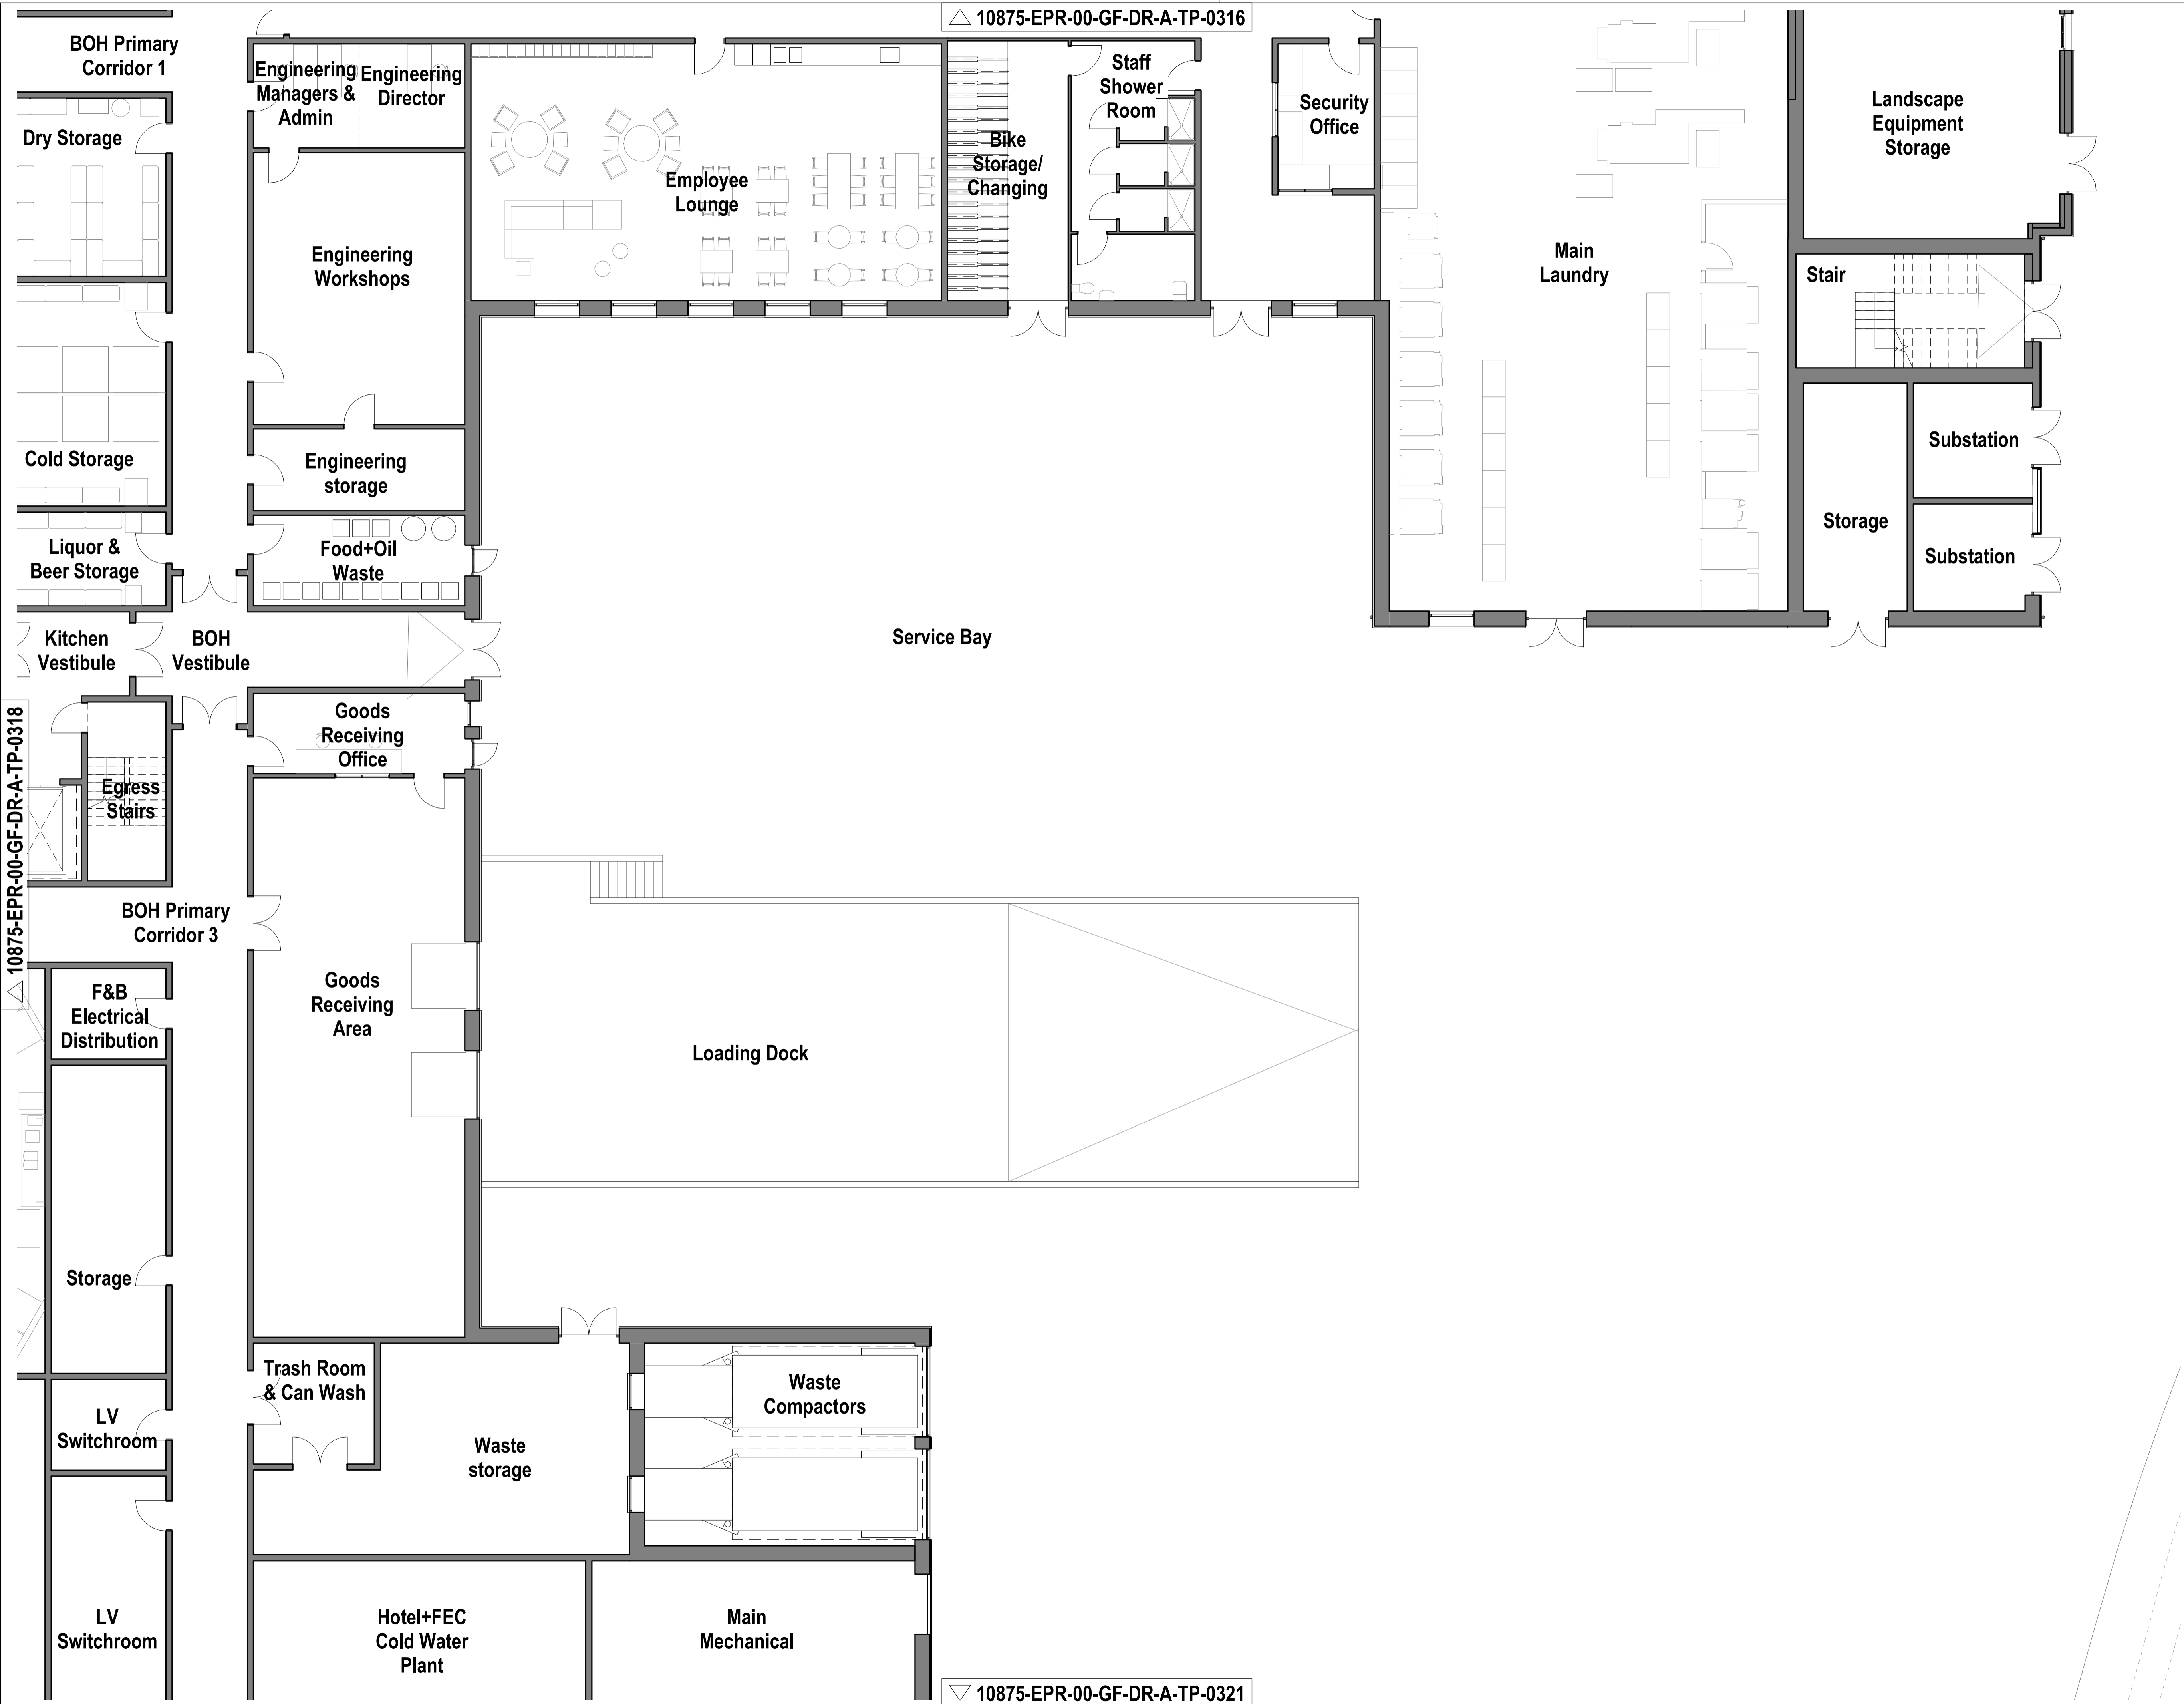 10875-EPR-00-GF-DR-A-TP-0316
BOH Primary
Corridor 1
Engineering
Managers &
Admin
Engineering
Director
Staff
Shower
Room
Security
Office
Landscape
Equipment
Storage
Dry Storage
Bike
Storage/
Changing
Employee
Lounge
Engineering
Workshops
Main
Laundry
Stair
Cold Storage
Engineering
storage
Substation
Storage
Liquor &
Beer Storage
Food+Oil
Waste
Substation
Kitchen
Vestibule
BOH
Vestibule
Service Bay
Goods
Receiving
Office
10875-EPR-00-GF-DR-A-TP-0318
Egress
Stairs
BOH Primary
Corridor 3
F&B
Electrical
Distribution
Goods
Receiving
Area
Loading Dock
Storage
Trash Room
& Can Wash
Waste
Compactors
LV
Switchroom
Waste
storage
LV
Switchroom
Hotel+FEC
Cold Water
Plant
Main
Mechanical
10875-EPR-00-GF-DR-A-TP-0321